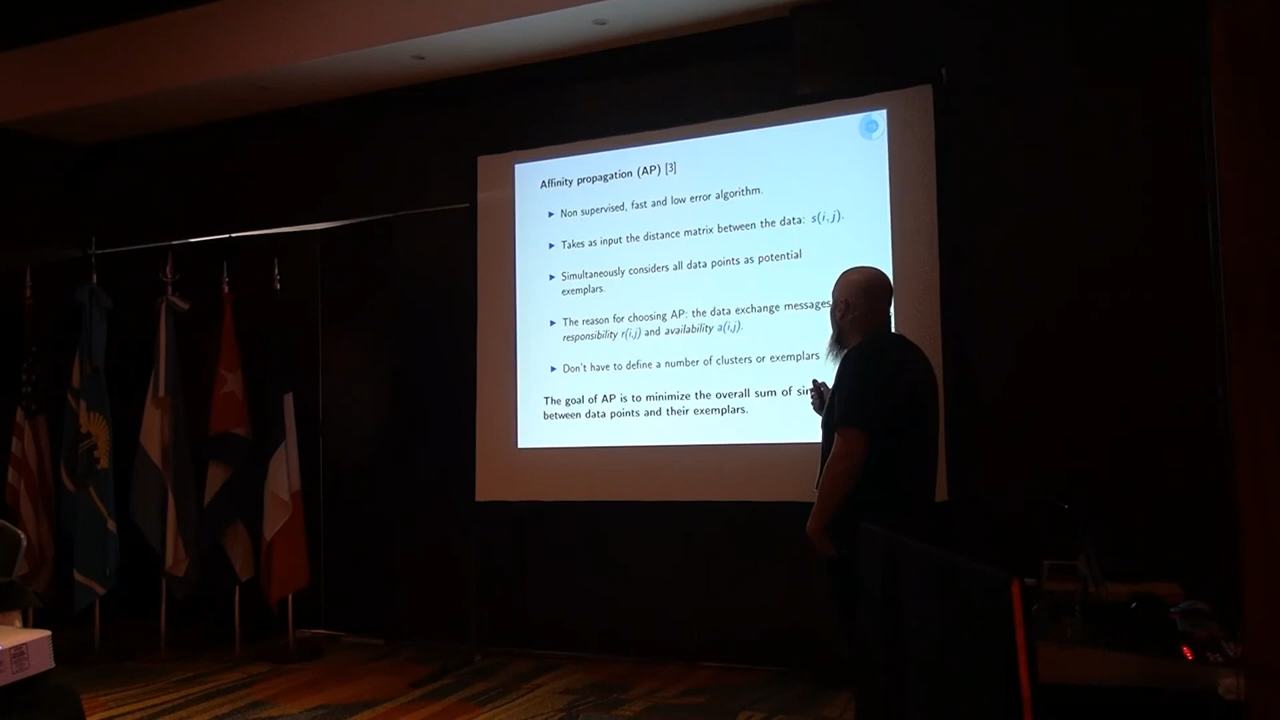 Affinity propagation (AP) [3]
► Non supervised, fast and low error algorithm.
► Takes as input the distance matrix between the data: s(i,j).
► Simultaneously considers all data points as potential
exemplars.
► The reason for choosing AP: the data exchange messages
responsibility r(i,j) and availability a(i,j).
► Don't have to define a number of clusters or exemplars
The goal of AP is to minimize the overall sum of
between data points and their exemplars.